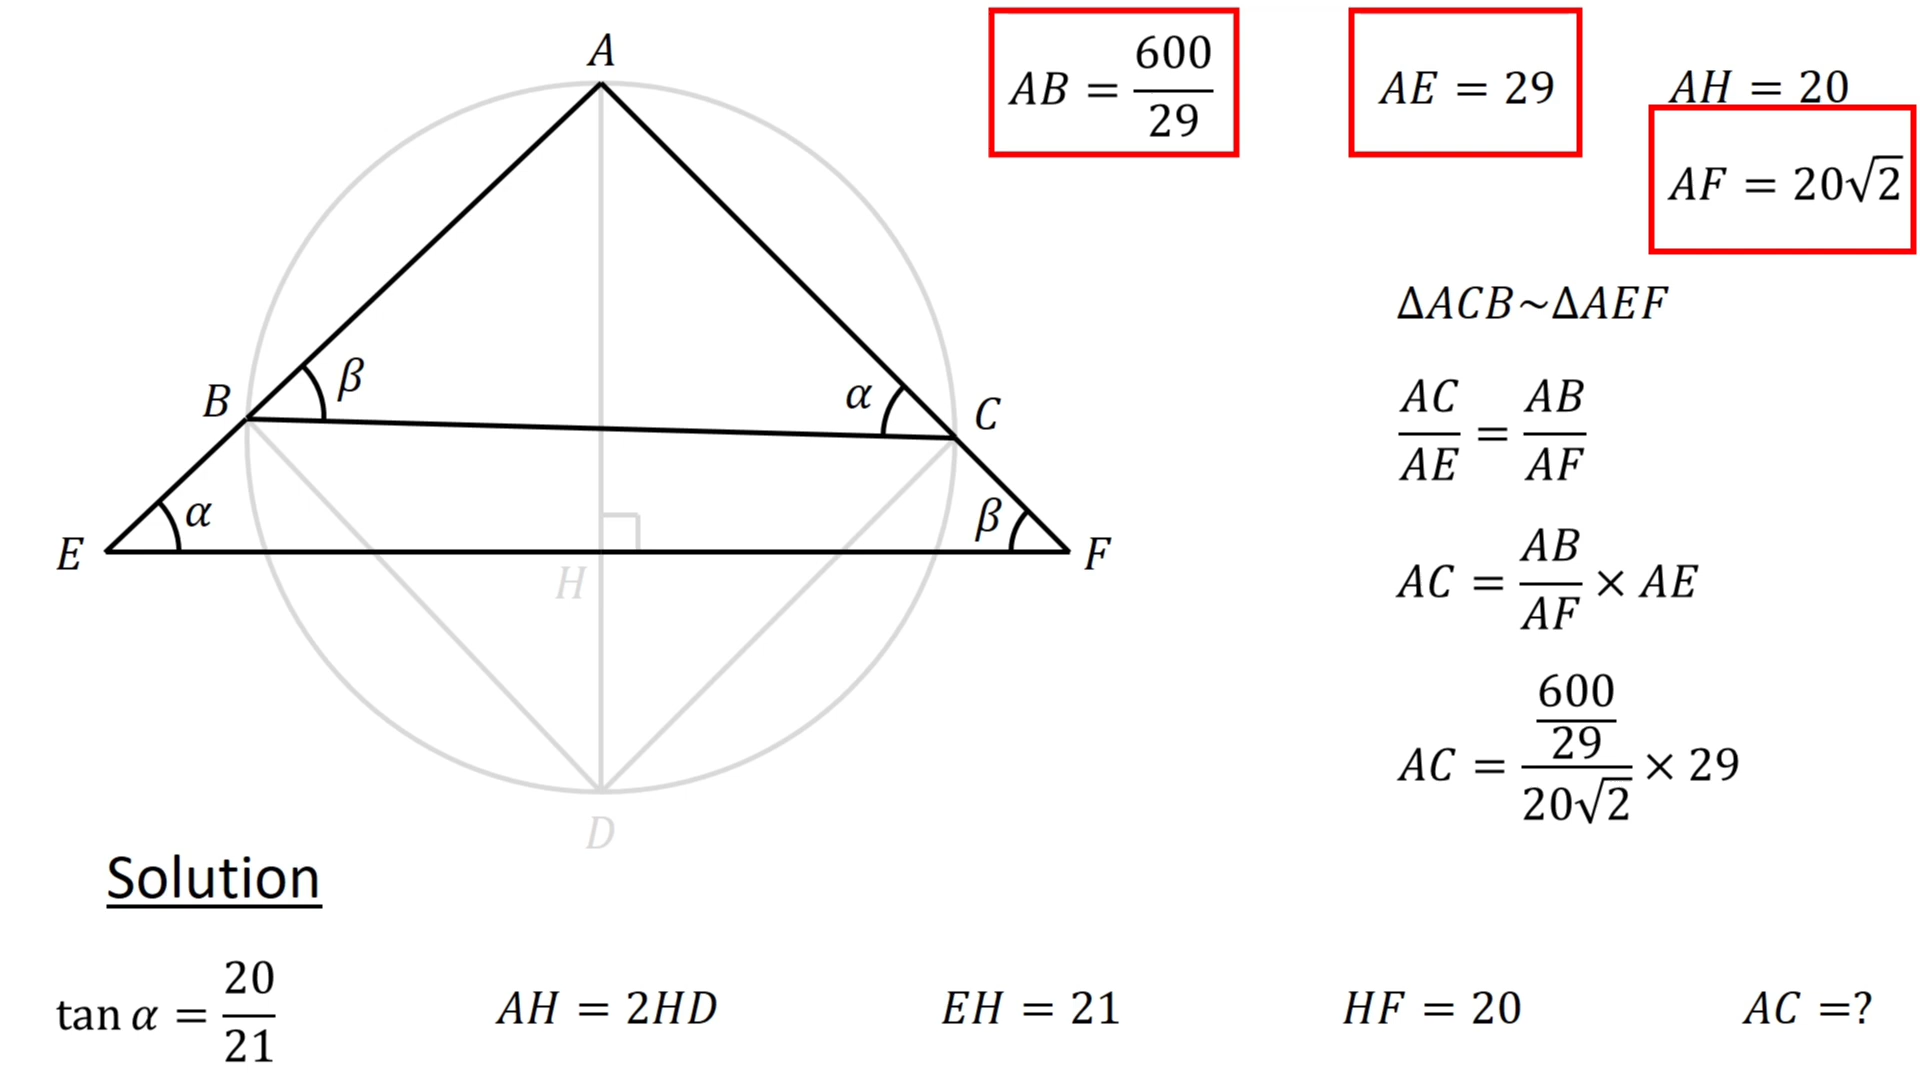 A
AB = 600/29
AE = 29
AH = 20
AF = 20√2
ΔACB~ΔAEF
B
β
α
C
AC/AE = AB/AF
E
α
β
F
H
AC = AB/AF × AE
AC = (600/29)/(20√2) × 29
D
Solution
tan α = 20/21
AH = 2HD
EH = 21
HF = 20
AC =?